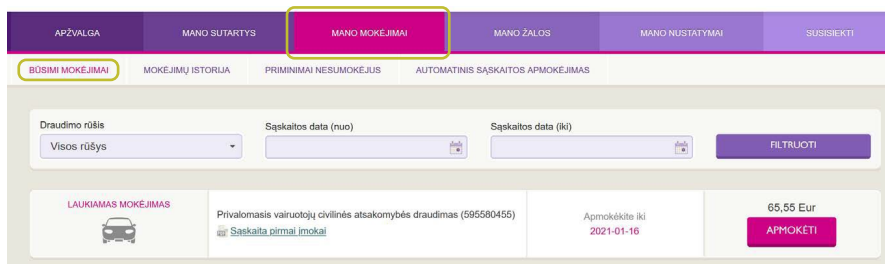 APŽVALGA
MANO SUTARTYS
MANO MOKĖJIMAI
MANO ŽALOS
MANO NUSTATYMAI
SUSISIEKTI
BŪSIMI MOKĖJIMAI
MOKĖJIMŲ ISTORIJA
PRIMINIMAI NESUMOKĖJUS
AUTOMATINIS SĄSKAITOS APMOKĖJIMAS
Draudimo rūšis
Sąskaitos data (nuo)
Sąskaitos data (iki)
Visos rūšys
FILTRUOTI
LAUKIAMAS MOKĖJIMAS
Privalomasis vairuotojų civilinės atsakomybės draudimas (595580455)
Sąskaita pirmai įmokai
Apmokėkite iki
2021-01-16
65,55 Eur
APMOKĖTI